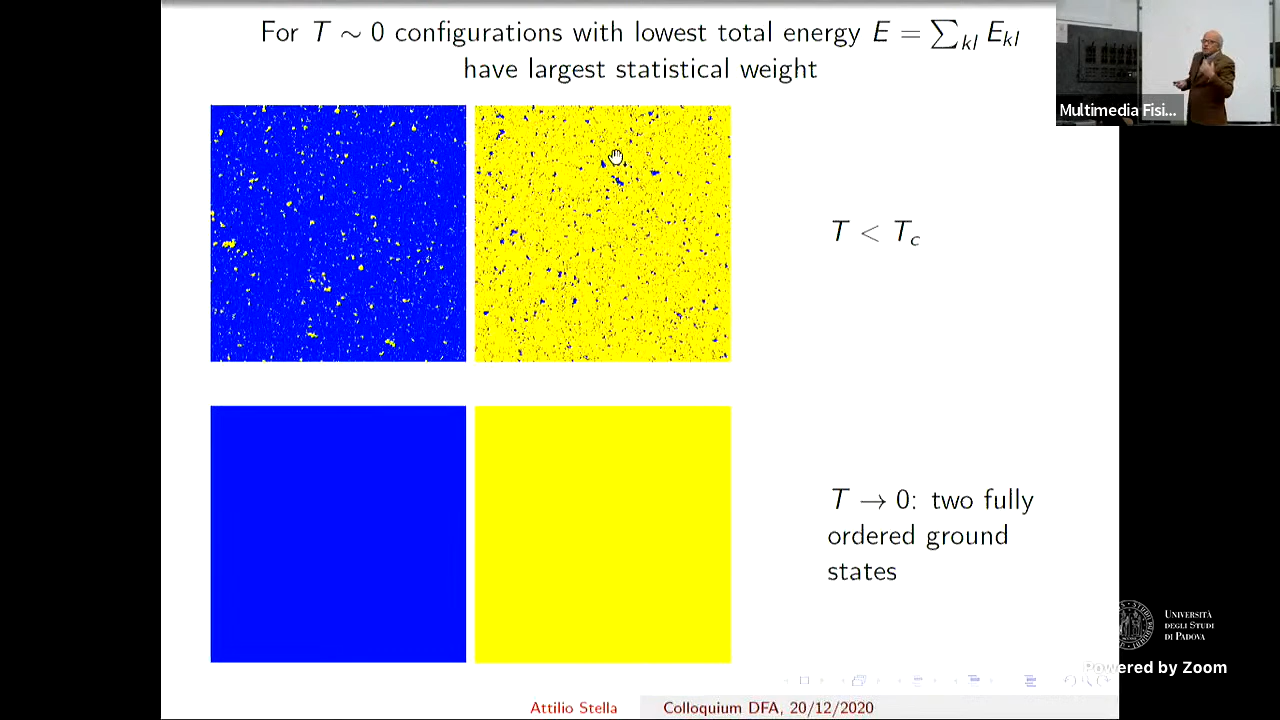 For T ∼ 0 configurations with lowest total energy E = ∑kl Ekl
have largest statistical weight
Multimedia Fisi...
T < Tc
T → 0: two fully
ordered ground
states
UNIVERSITÀ
DEGLI STUDI
DI PADOVA
Powered by Zoom
Attilio Stella
Colloquium DFA, 20/12/2020